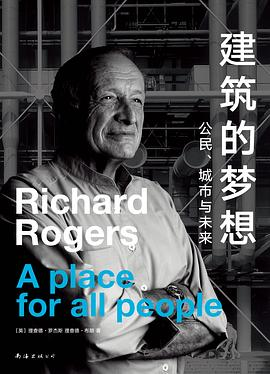 建筑的梦想
公民、城市与未来
Richard
Rogers
A place
for all people
[英] 理查德·罗杰斯 理查德·布朗 著
南海出版公司